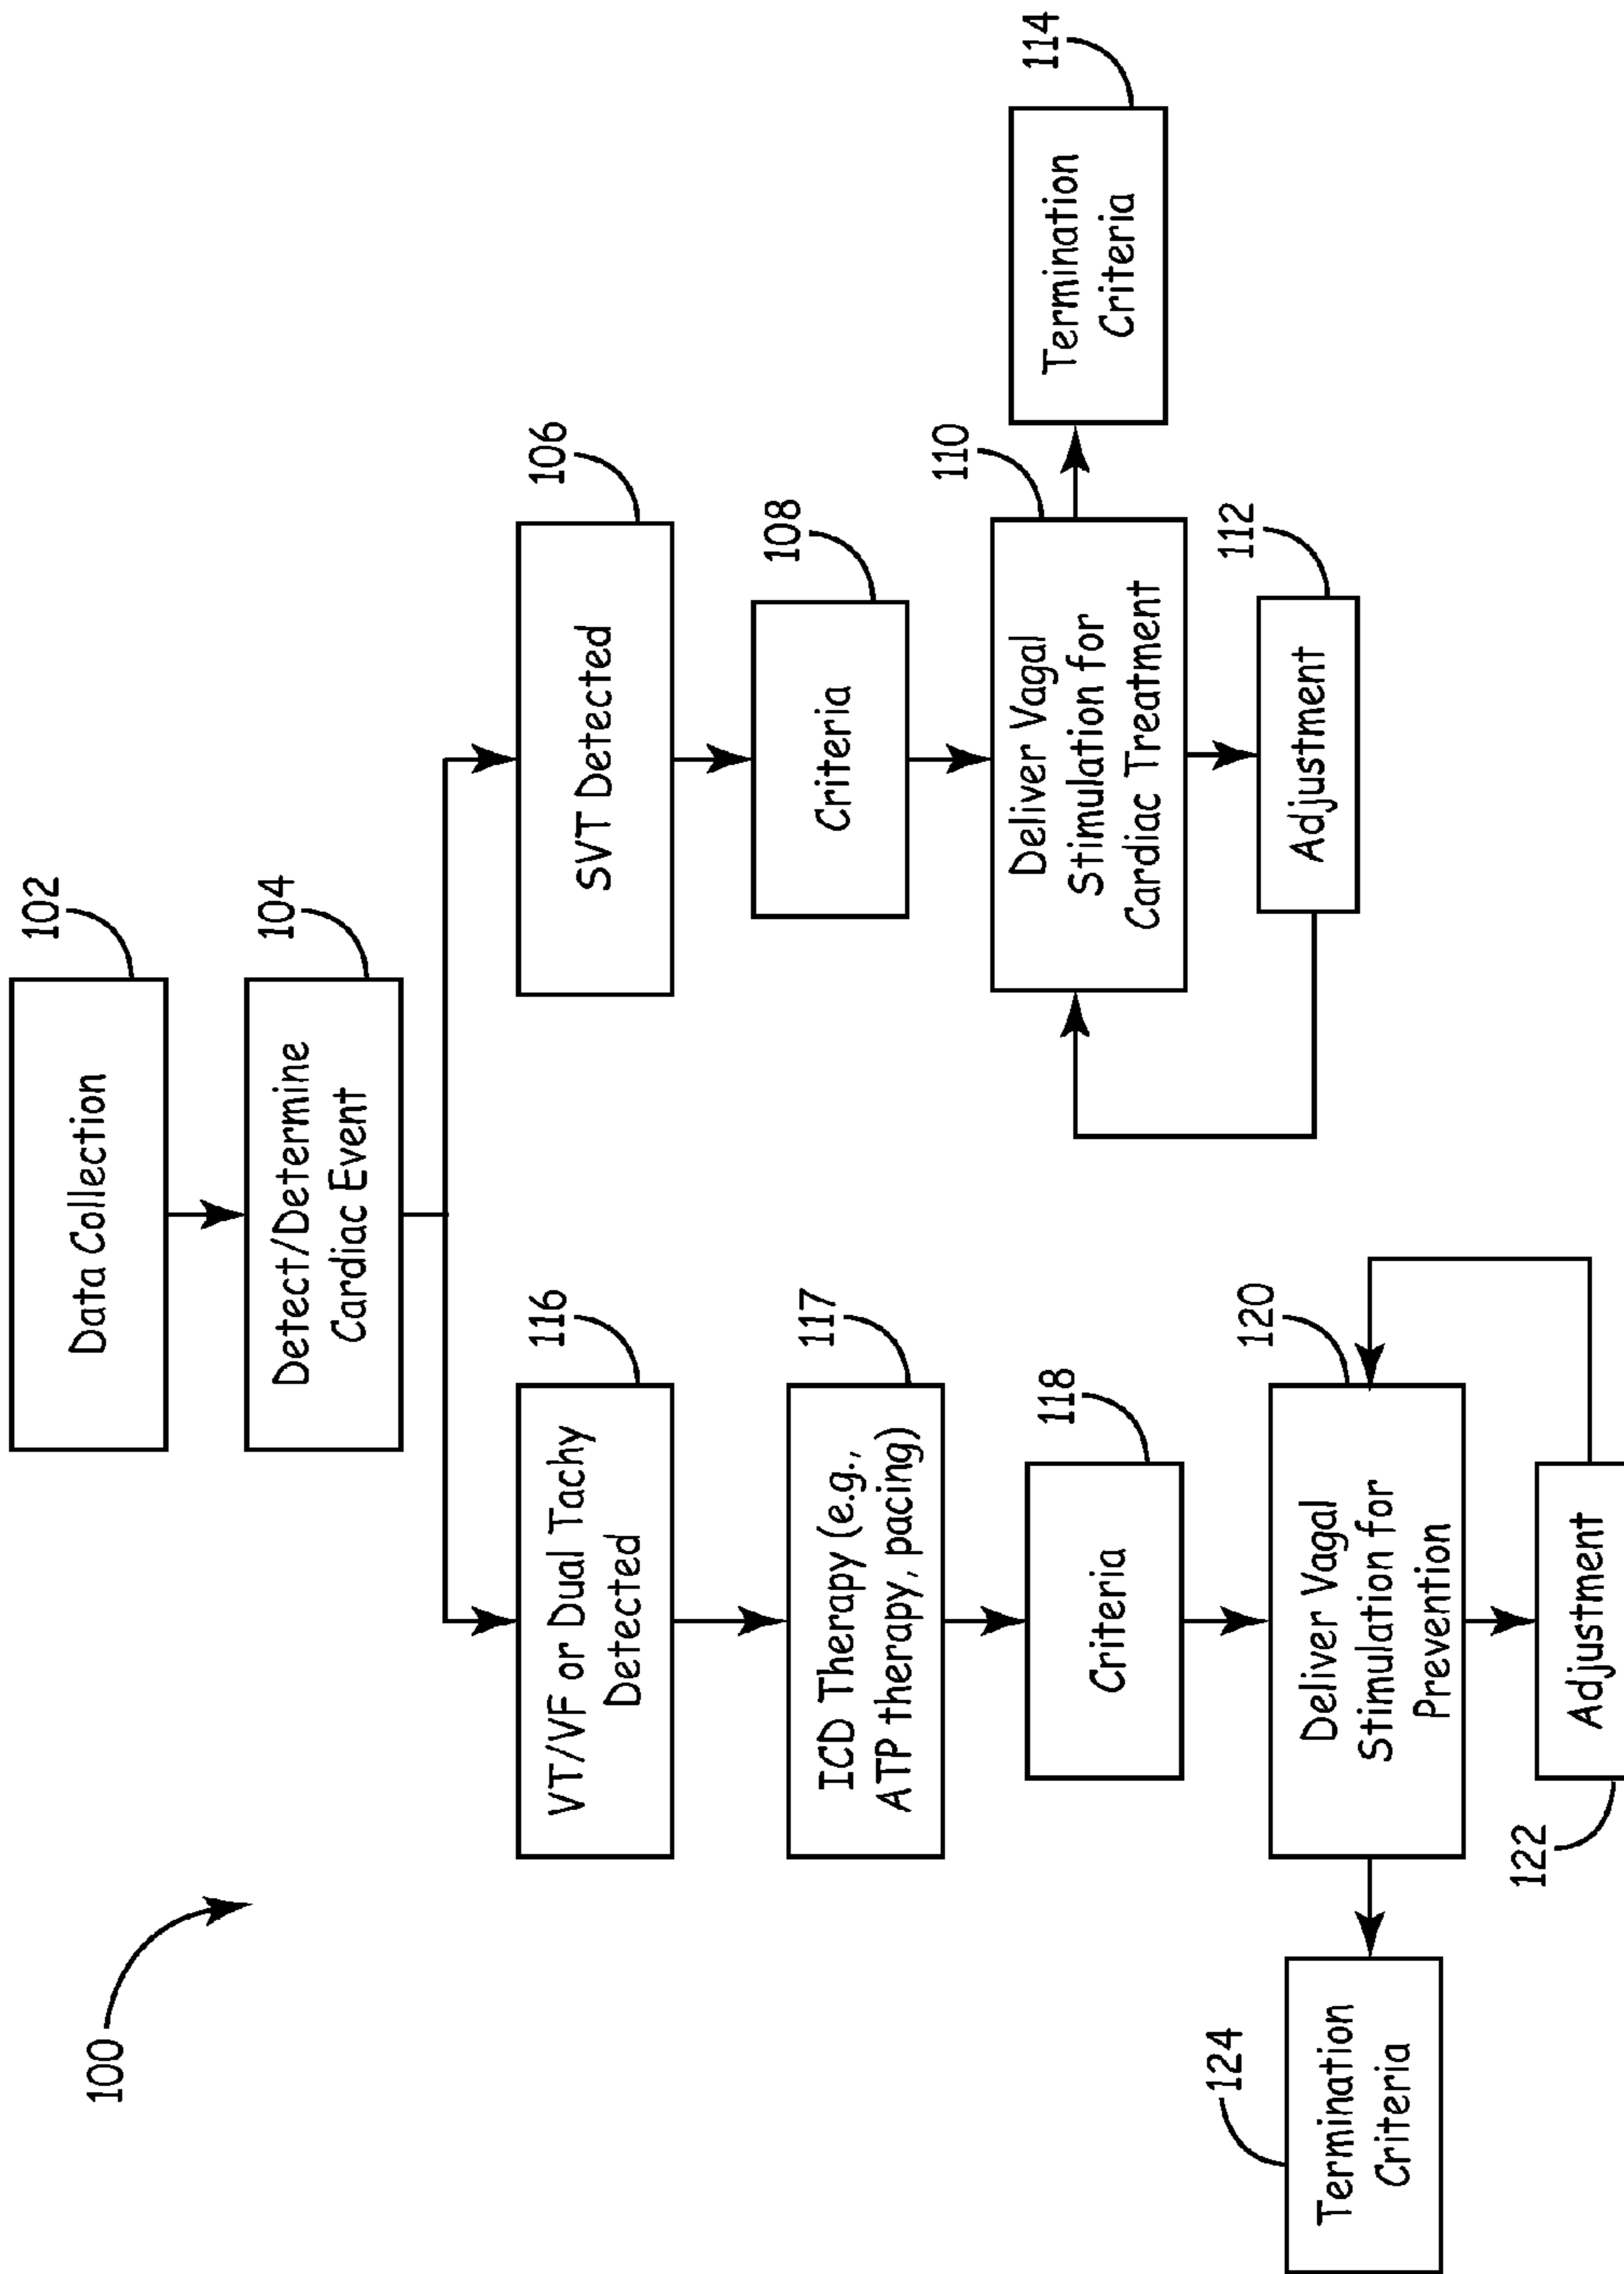 100
102
Data Collection
104
Detect/Determine
Cardiac Event
116
VT/VF or Dual Tachy
Detected
106
SVT Detected
117
ICD Therapy (e.g.,
ATP therapy, pacing)
108
Criteria
118
Criteria
110
Deliver Vagal
Stimulation for
Cardiac Treatment
114
Termination
Criteria
112
Adjustment
120
Deliver Vagal
Stimulation for
Prevention
124
Termination
Criteria
122
Adjustment